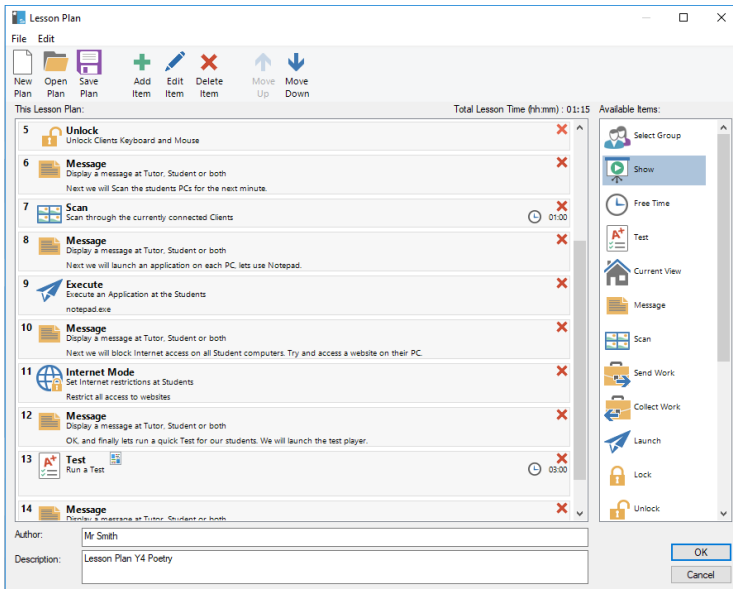 Lesson Plan
File Edit
New Plan
Open Plan
Save Plan
Add Item
Edit Item
Delete Item
Move Up
Move Down
This Lesson Plan:
Total Lesson Time (hh:mm) : 01:15
Available Items:
5 Unlock
Unlock Clients Keyboard and Mouse
6 Message
Display a message at Tutor, Student or both
Next we will Scan the students PCs for the next minute.
7 Scan
Scan through the currently connected Clients
01:00
8 Message
Display a message at Tutor, Student or both
Next we will launch an application on each PC, lets use Notepad.
9 Execute
Execute an Application at the Students
notepad.exe
10 Message
Display a message at Tutor, Student or both
Next we will block Internet access on all Student computers. Try and access a website on their PC.
11 Internet Mode
Set Internet restrictions at Students
Restrict all access to websites
12 Message
Display a message at Tutor, Student or both
OK, and finally lets run a quick Test for our students. We will launch the test player.
13 Test
Run a Test
03:00
14 Message
Display a message at Tutor, Student or both
Select Group
Show
Free Time
A+ Test
Current View
Message
Scan
Send Work
Collect Work
Launch
Lock
Unlock
Author: Mr Smith
Description: Lesson Plan Y4 Poetry
OK
Cancel